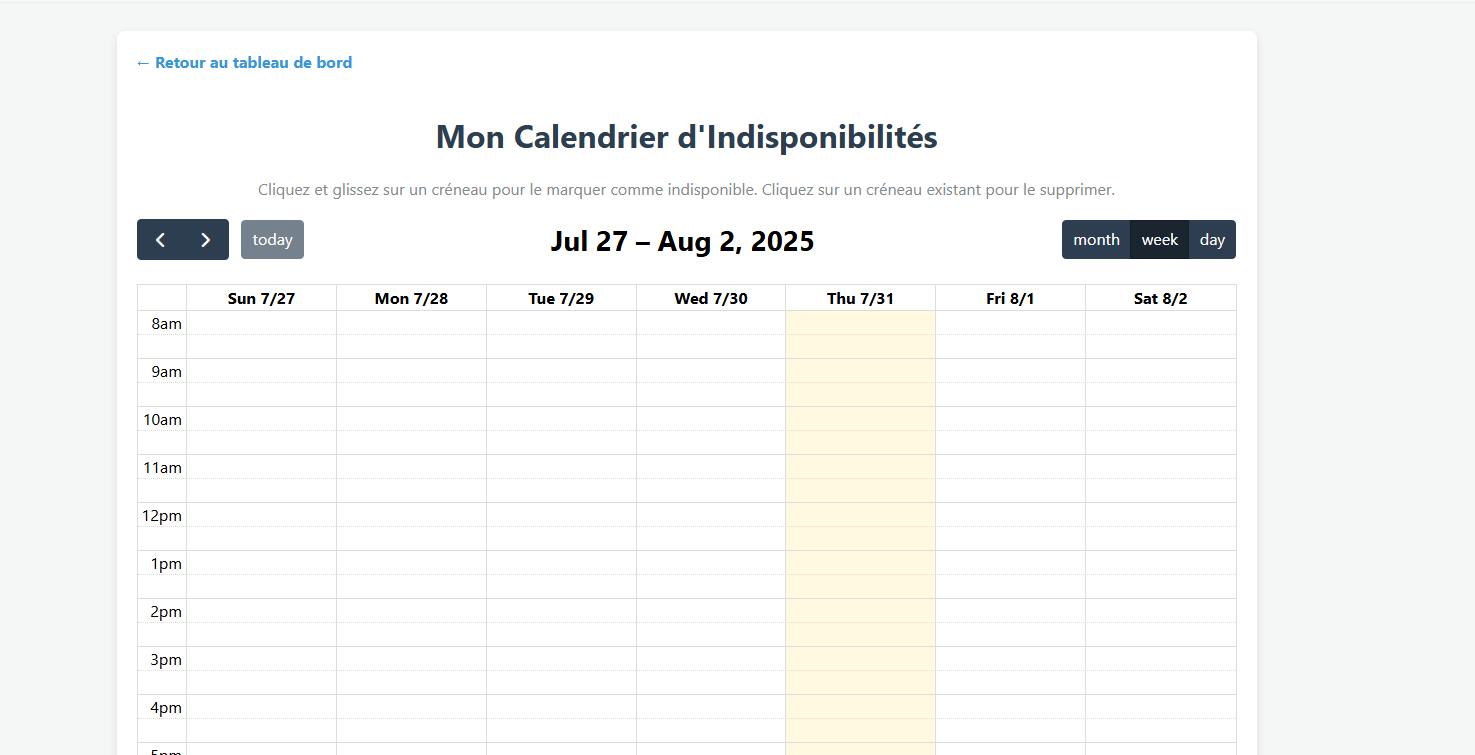 ← Retour au tableau de bord
Mon Calendrier d'Indisponibilités
Cliquez et glissez sur un créneau pour le marquer comme indisponible. Cliquez sur un créneau existant pour le supprimer.
today
Jul 27 – Aug 2, 2025
month week day
Sun 7/27 Mon 7/28 Tue 7/29 Wed 7/30 Thu 7/31 Fri 8/1 Sat 8/2
8am
9am
10am
11am
12pm
1pm
2pm
3pm
4pm
5pm